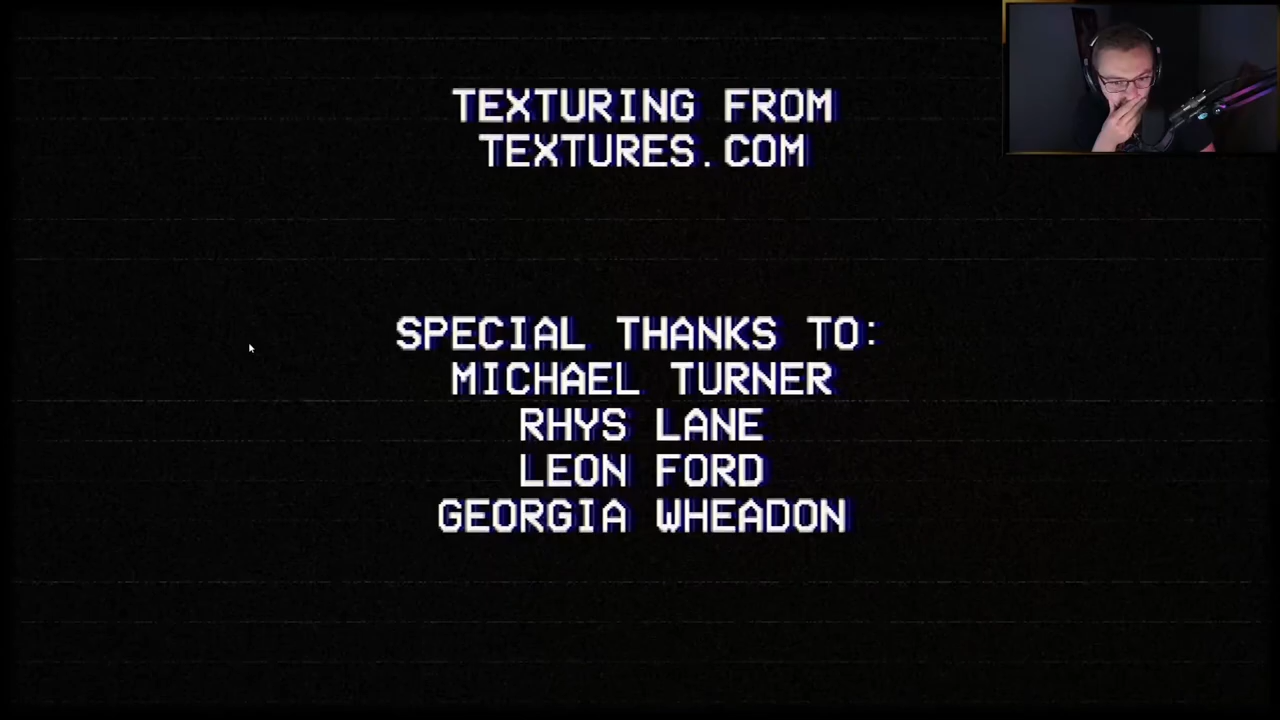 TEXTURING FROM
TEXTURES.COM
SPECIAL THANKS TO:
MICHAEL TURNER
RHYS LANE
LEON FORD
GEORGIA WHEADON